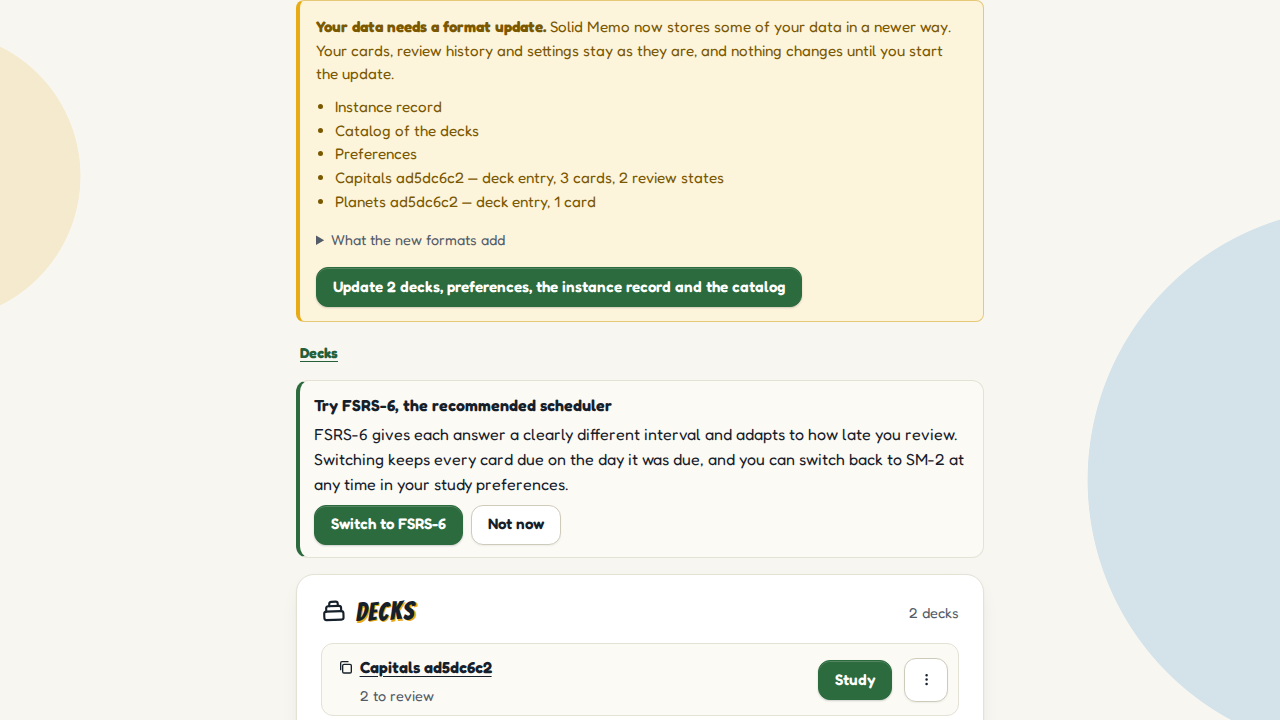 Your data needs a format update. Solid Memo now stores some of your data in a newer way.
Your cards, review history and settings stay as they are, and nothing changes until you start
the update.
Instance record
Catalog of the decks
Preferences
Capitals ad5dc6c2 — deck entry, 3 cards, 2 review states
Planets ad5dc6c2 — deck entry, 1 card
What the new formats add
Update 2 decks, preferences, the instance record and the catalog
Decks
Try FSRS-6, the recommended scheduler
FSRS-6 gives each answer a clearly different interval and adapts to how late you review.
Switching keeps every card due on the day it was due, and you can switch back to SM-2 at
any time in your study preferences.
Switch to FSRS-6 Not now
DECKS 2 decks
Capitals ad5dc6c2 Study
2 to review